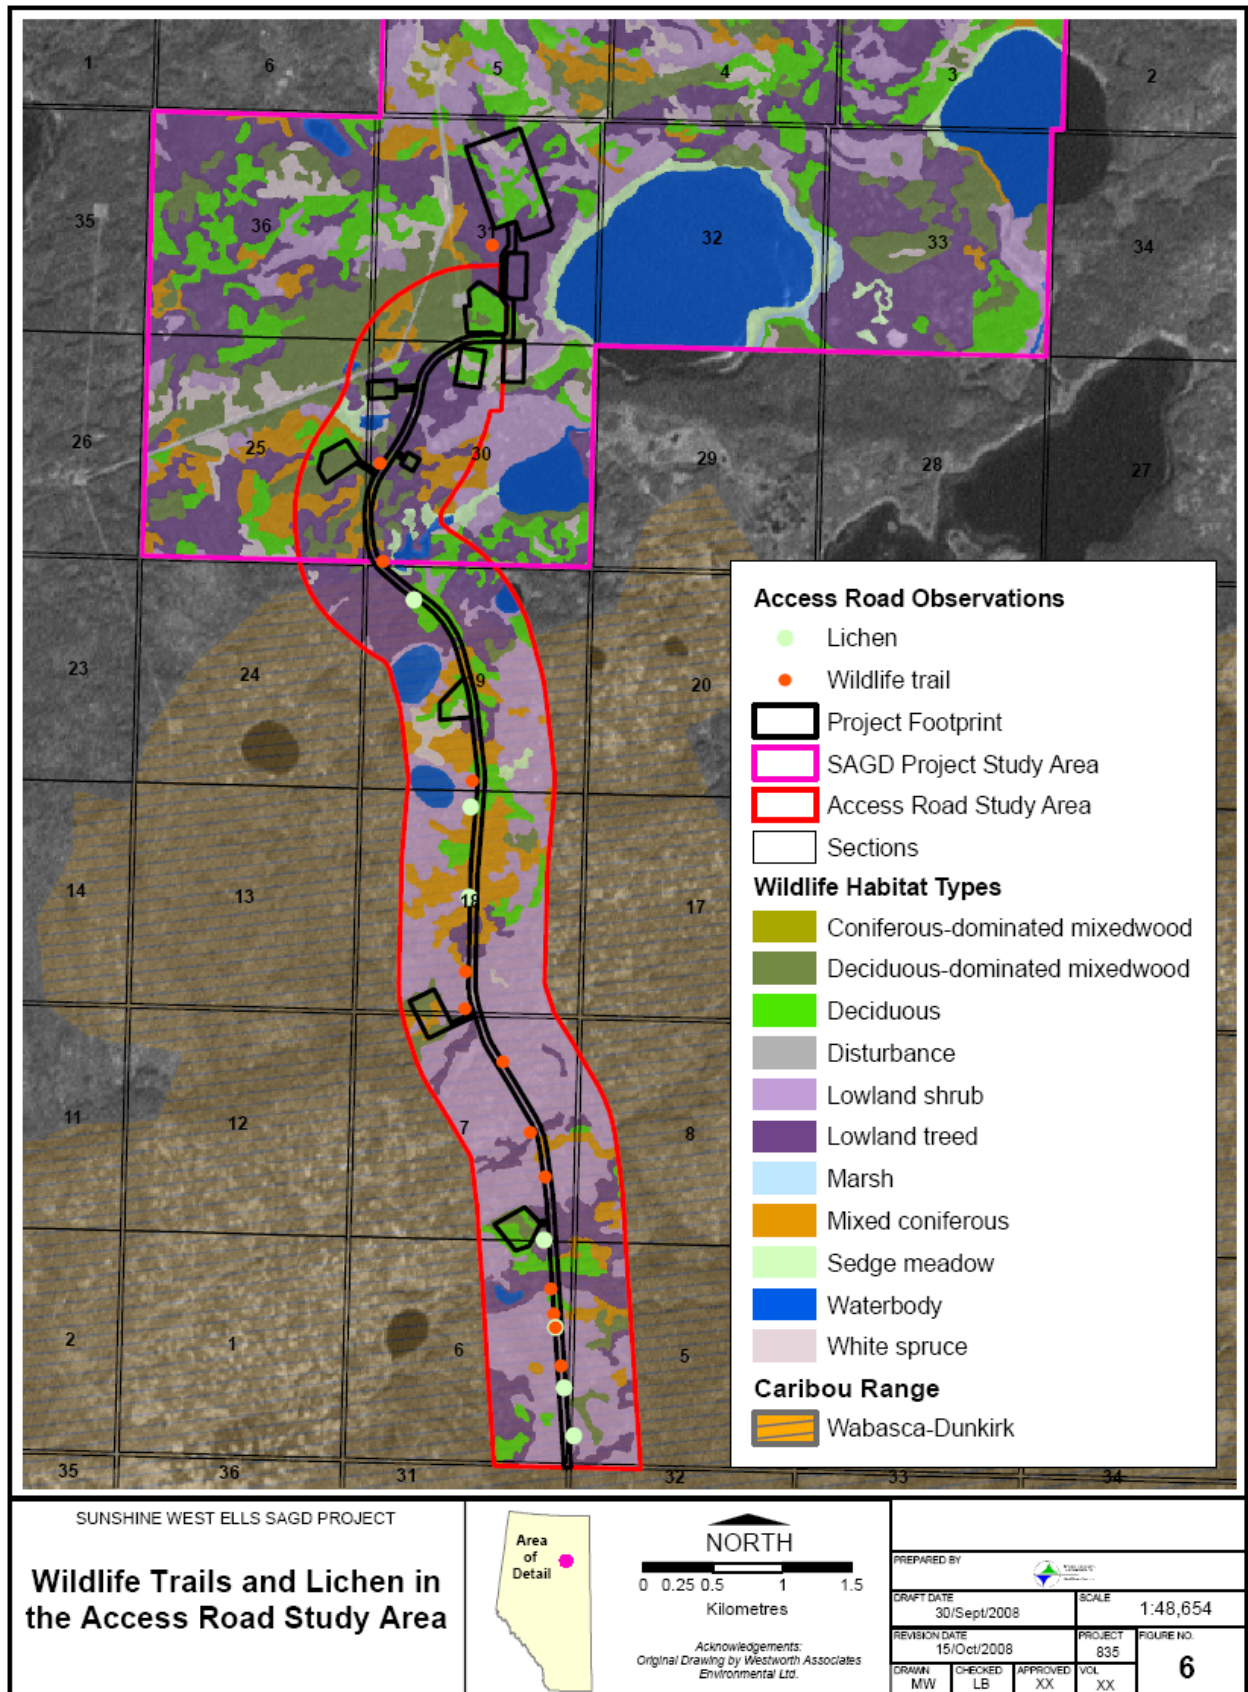 1
6
5
4
3
2
35
36
31
32
33
34
26
25
30
29
28
27
23
24
19
20
14
13
18
17
11
12
7
8
2
1
6
5
35
36
31
32
33
34
Access Road Observations
Lichen
Wildlife trail
Project Footprint
SAGD Project Study Area
Access Road Study Area
Sections
Wildlife Habitat Types
Coniferous-dominated mixedwood
Deciduous-dominated mixedwood
Deciduous
Disturbance
Lowland shrub
Lowland treed
Marsh
Mixed coniferous
Sedge meadow
Waterbody
White spruce
Caribou Range
Wabasca-Dunkirk
SUNSHINE WEST ELLS SAGD PROJECT
Wildlife Trails and Lichen in
the Access Road Study Area
Area
of
Detail
NORTH
0 0.25 0.5 1 1.5
Kilometres
Acknowledgements:
Original Drawing by Westworth Associates
Environmental Ltd.
PREPARED BY
DRAFT DATE
30/Sept/2008
SCALE
1:48,654
REVISION DATE
15/Oct/2008
PROJECT
835
FIGURE NO.
6
DRAWN
MW
CHECKED
LB
APPROVED
XX
VOL
XX